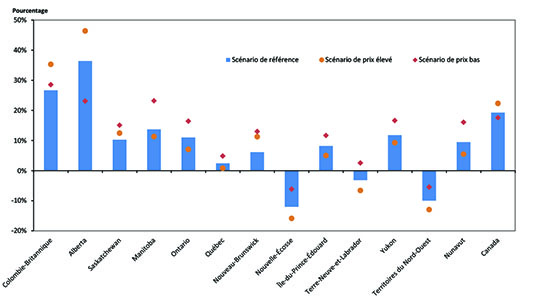 Pourcentage
50%
40%
30%
20%
10%
0%
-10%
-20%
Scénario de référence
Scénario de prix élevé
Scénario de prix bas
Colombie-Britannique
Alberta
Saskatchewan
Manitoba
Ontario
Québec
Nouveau-Brunswick
Nouvelle-Écosse
Île-du-Prince-Édouard
Terre-Neuve-et-Labrador
Yukon
Territoires du Nord-Ouest
Nunavut
Canada